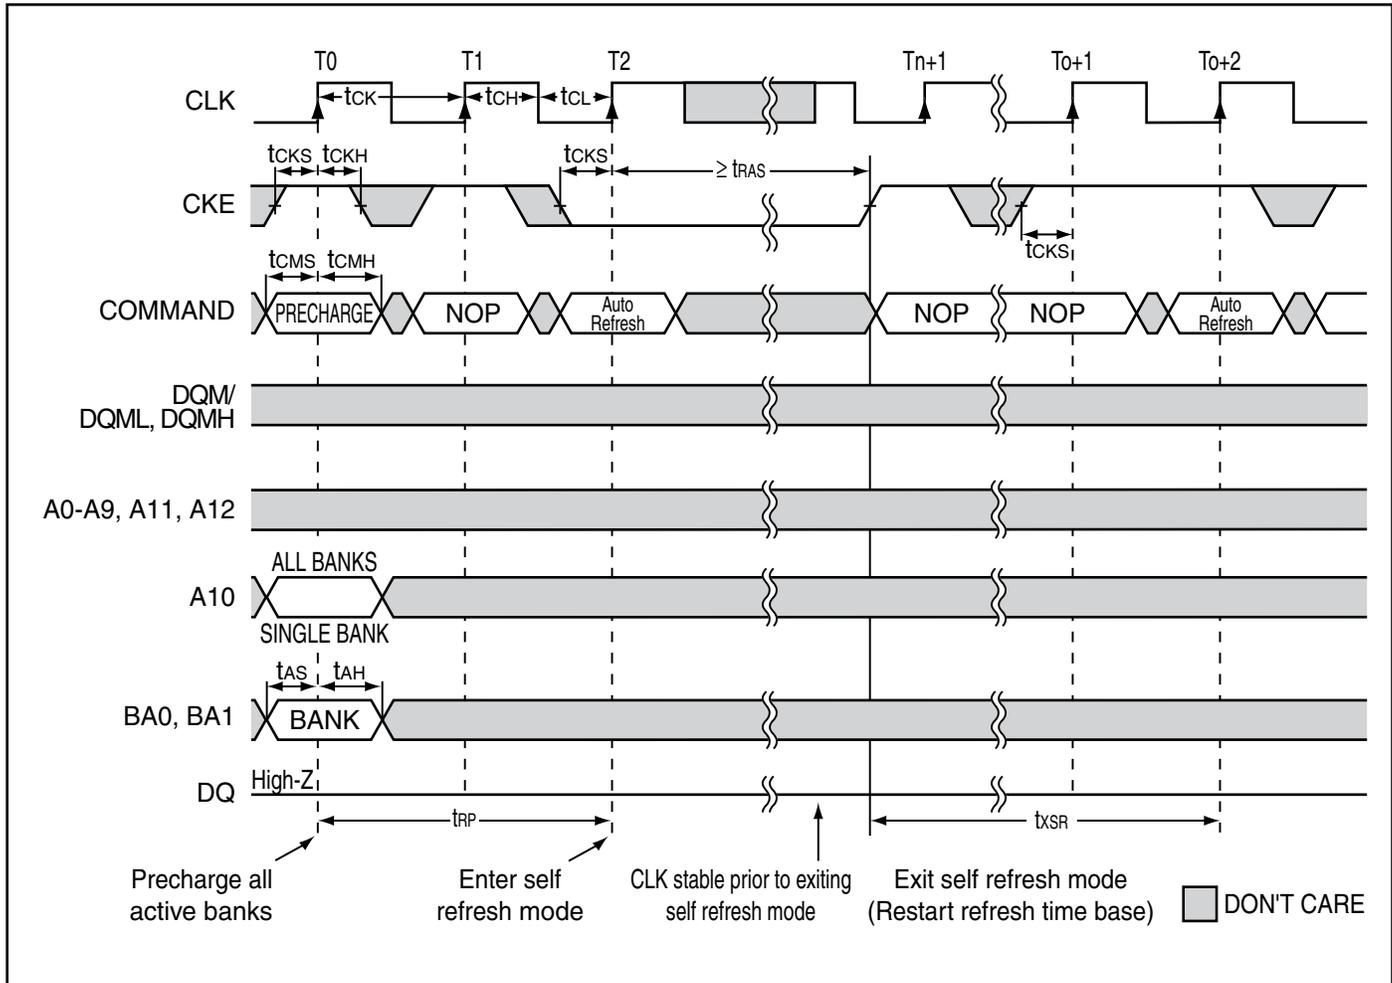 T0 T1 T2 Tn+1 To+1 To+2
CLK
tCK tCH tCL
tCKS tCKH tCKS ≥ tRAS
CKE
tCKS
tCMS tCMH
COMMAND PRECHARGE NOP Auto Refresh NOP NOP Auto Refresh
DQM/
DQML, DQMH
A0-A9, A11, A12
ALL BANKS
A10
SINGLE BANK
tAS tAH
BA0, BA1 BANK
High-Z
DQ
tRP tXSR
Precharge all
active banks
Enter self
refresh mode
CLK stable prior to exiting
self refresh mode
Exit self refresh mode
(Restart refresh time base)
DON'T CARE